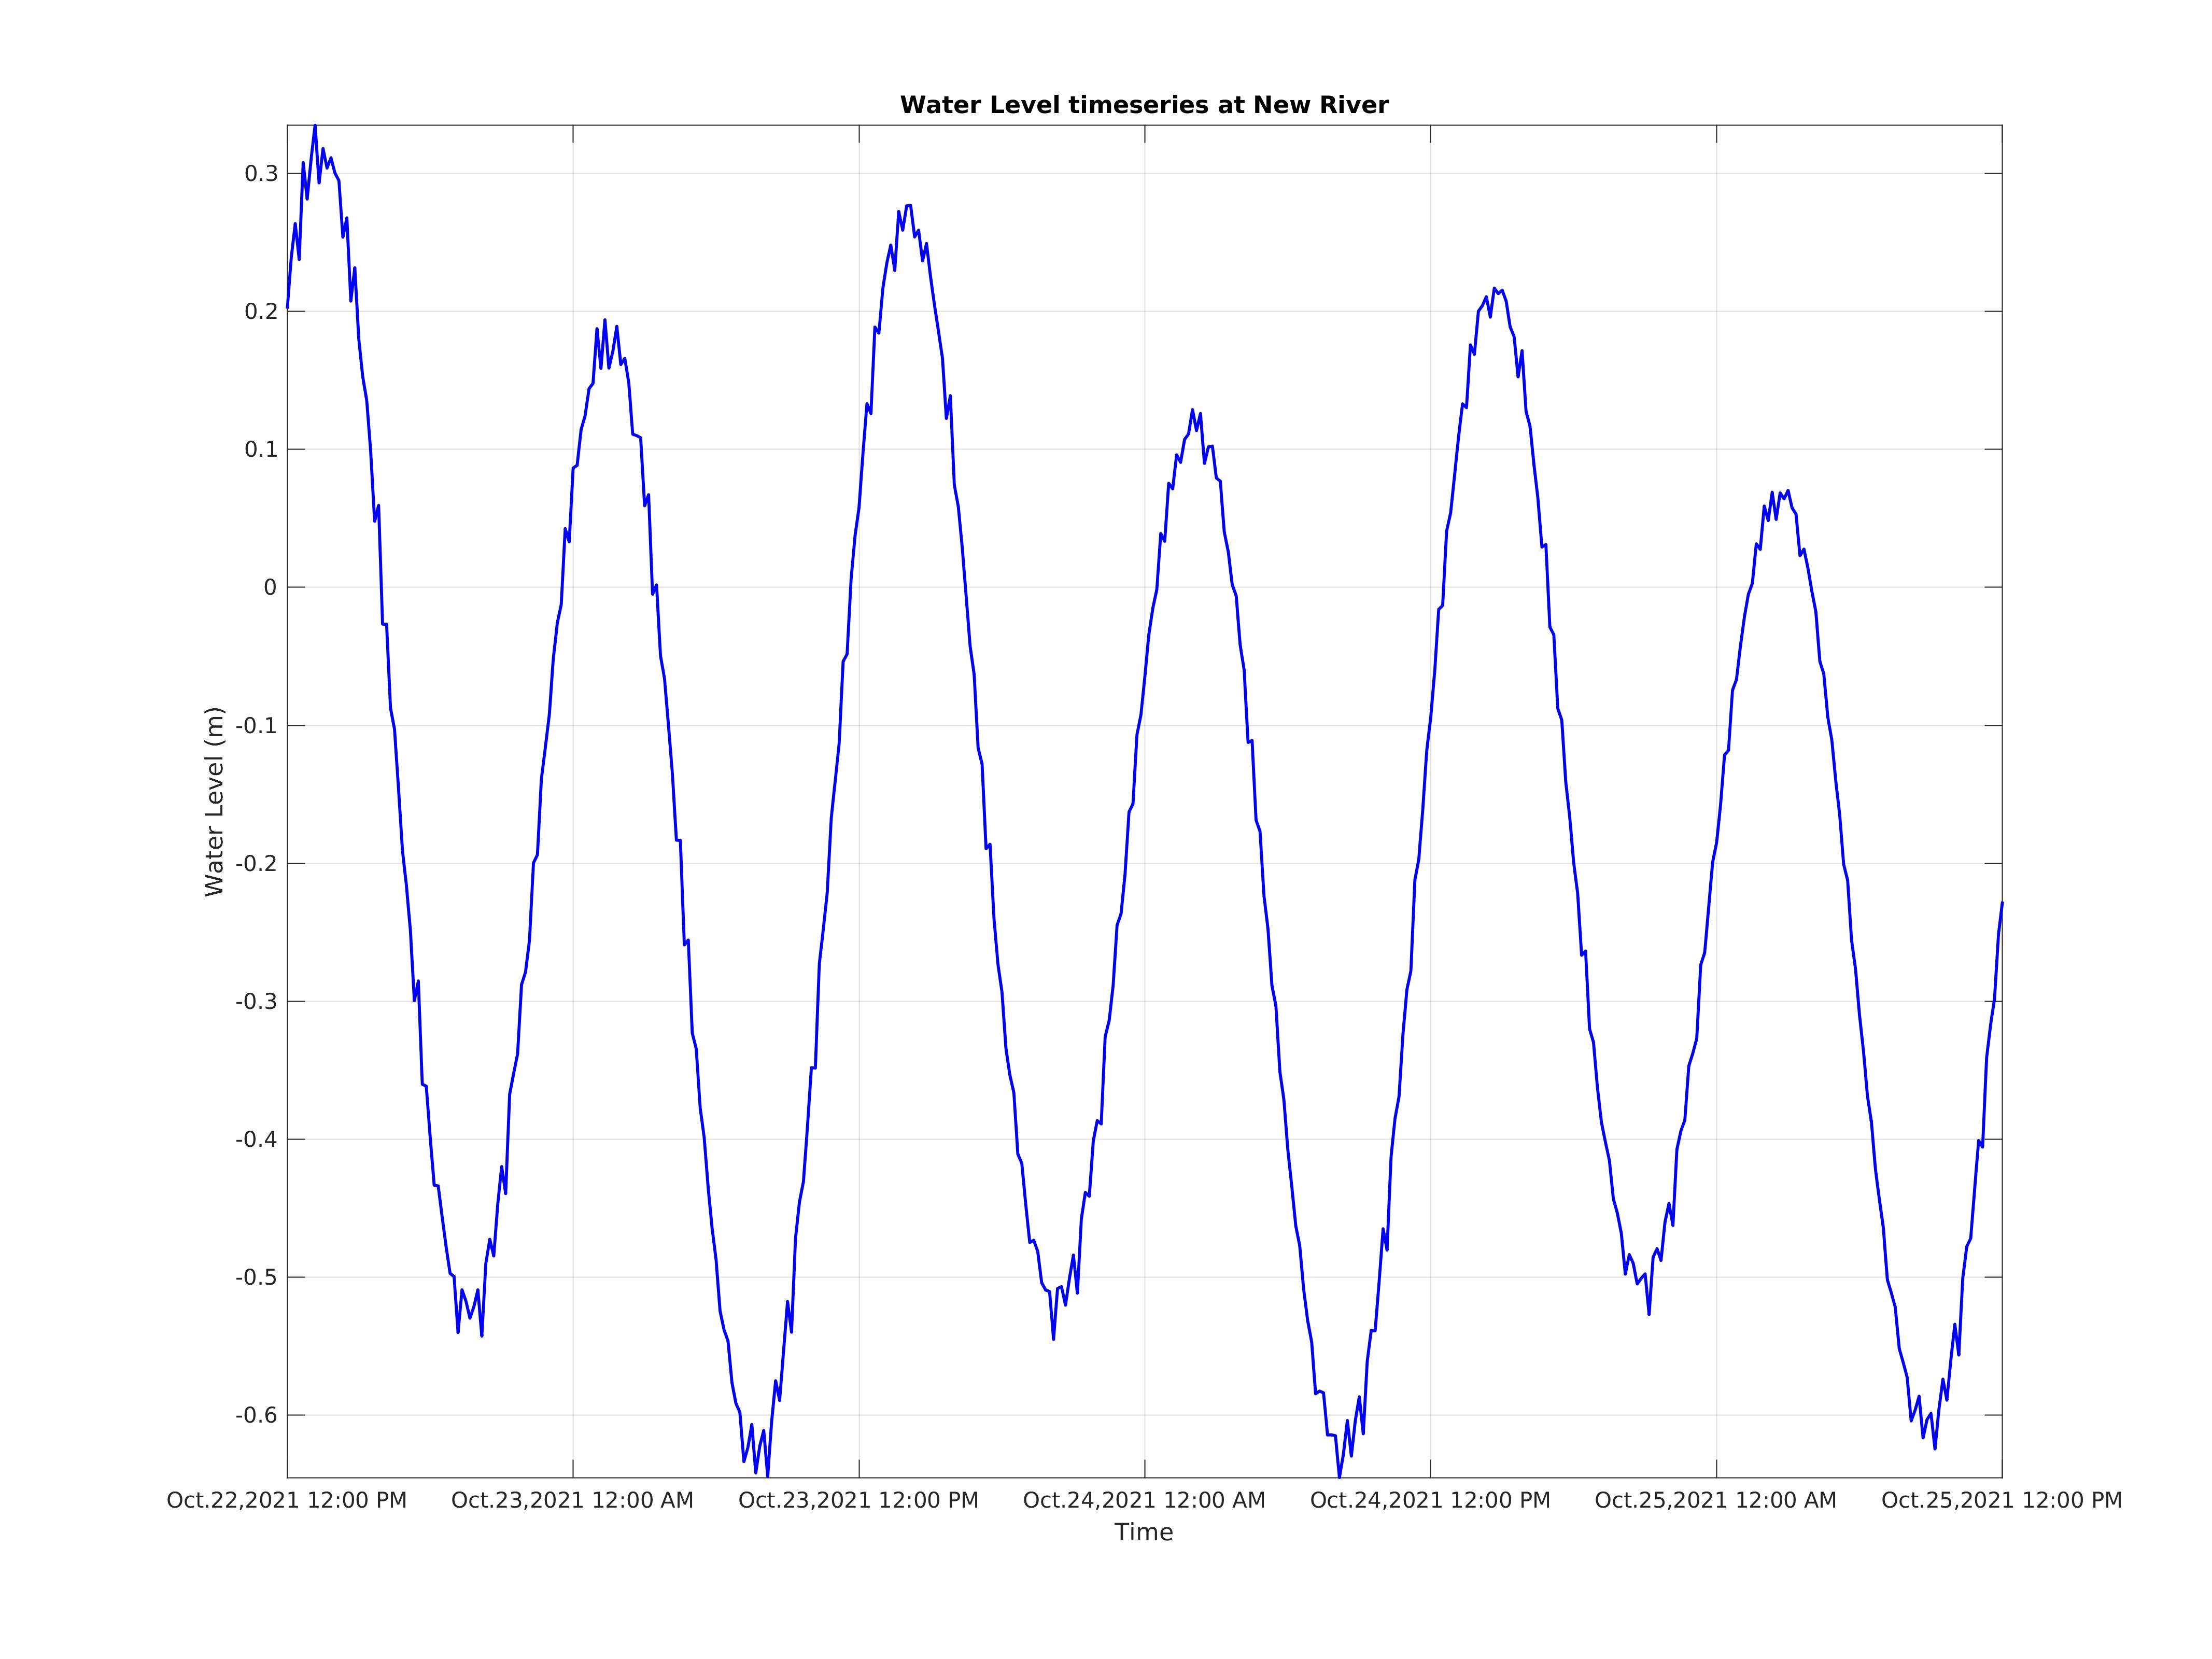 Water Level timeseries at New River
0.3
0.2
0.1
0
-0.1
-0.2
-0.3
-0.4
-0.5
-0.6
Water Level (m)
Oct.22,2021 12:00 PM Oct.23,2021 12:00 AM Oct.23,2021 12:00 PM Oct.24,2021 12:00 AM Oct.24,2021 12:00 PM Oct.25,2021 12:00 AM Oct.25,2021 12:00 PM
Time